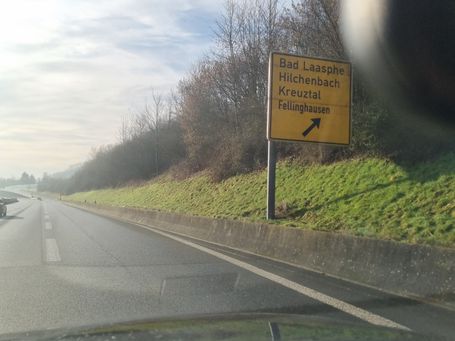 Bad Laasphe
Hilchenbach
Kreuztal
Fellinghausen